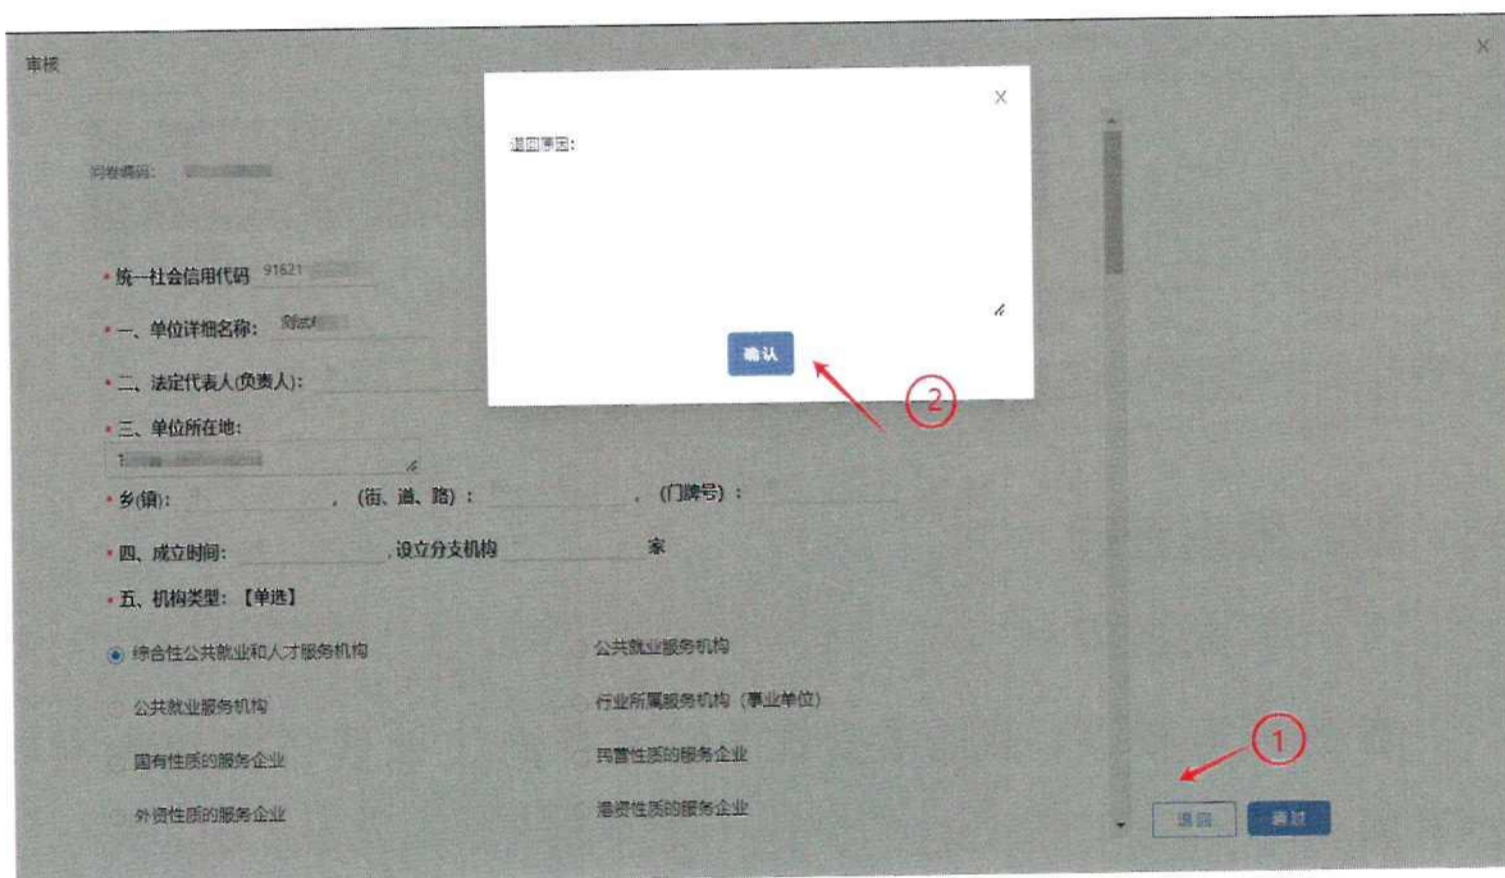 审核
退回原因：
问卷编码：
*统一社会信用代码 91621
*一、单位详细名称：
确认
②
*二、法定代表人(负责人)：
*三、单位所在地：
*乡(镇)： ，(街、道、路)： ，(门牌号)：
*四、成立时间： ,设立分支机构 家
*五、机构类型：【单选】
综合性公共就业和人才服务机构 公共就业服务机构
公共就业服务机构 行业所属服务机构（事业单位）
国有性质的服务企业 民营性质的服务企业
①
外资性质的服务企业 港资性质的服务企业
退回 通过